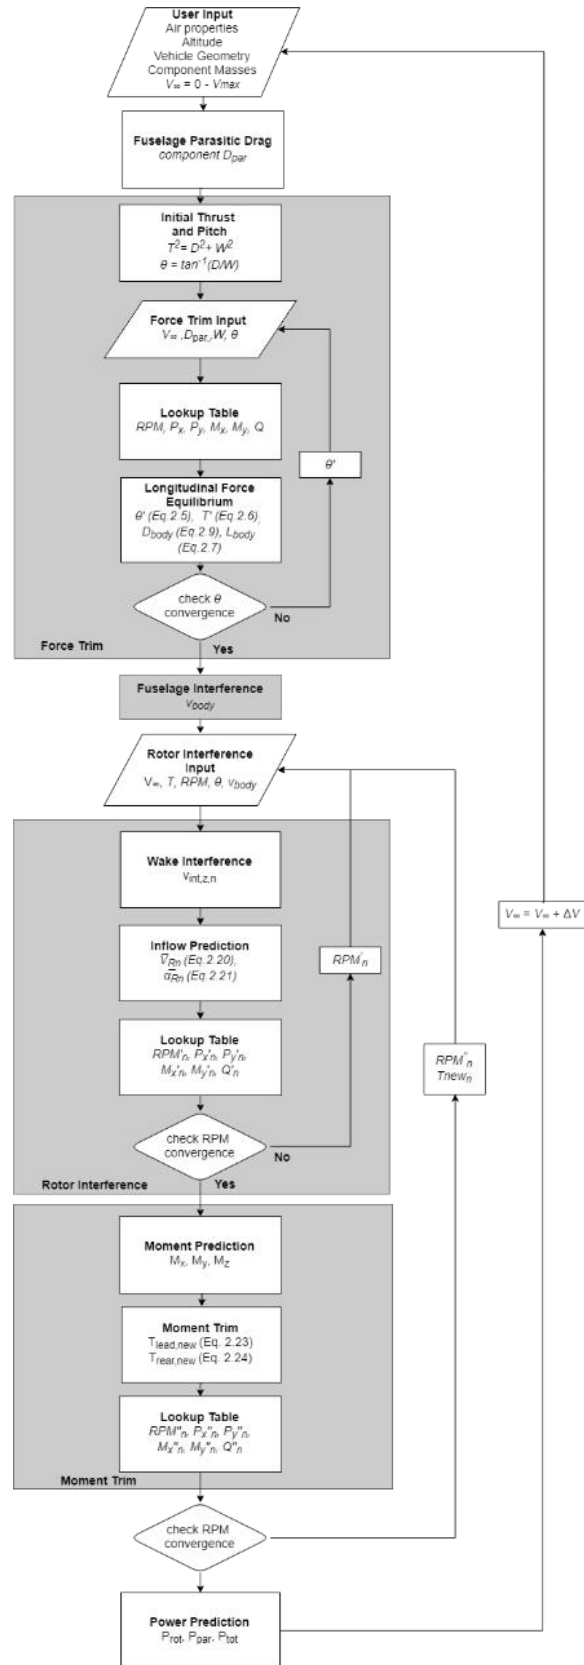 User Input
Air properties
Altitude
Vehicle Geometry
Component Masses
V∞ = 0 - Vmax
Fuselage Parasitic Drag
component Dpar
Initial Thrust
and Pitch
T² = D² + W²
θ = tan⁻¹(D/W)
Force Trim Input
V∞ ,Dpar, ,W, θ
Lookup Table
RPM, Px, Py, Mx, My, Q
θ'
Longitudinal Force
Equilibrium
θ' (Eq.2.5), T' (Eq.2.6),
Dbody (Eq.2.9), Lbody
(Eq.2.7)
check θ
convergence
No
Force Trim
Yes
Fuselage Interference
vbody
Rotor Interference
Input
V∞, T, RPM, θ, vbody
Wake Interference
vint,z,n
V∞ = V∞ + ΔV
Inflow Prediction
V̅Rn (Eq.2.20),
α̅Rn (Eq.2.21)
RPM'n
Lookup Table
RPM'n, Px'n, Py'n,
Mx'n, My'n, Q'n
RPM"n
Tnewn
check RPM
convergence
No
Rotor Interference
Yes
Moment Prediction
Mx, My, Mz
Moment Trim
Tlead,new (Eq. 2.23)
Trear,new (Eq. 2.24)
Lookup Table
RPM"n, Px"n, Py"n,
Mx"n, My"n, Q"n
Moment Trim
check RPM
convergence
Power Prediction
Prot, Ppar, Ptot